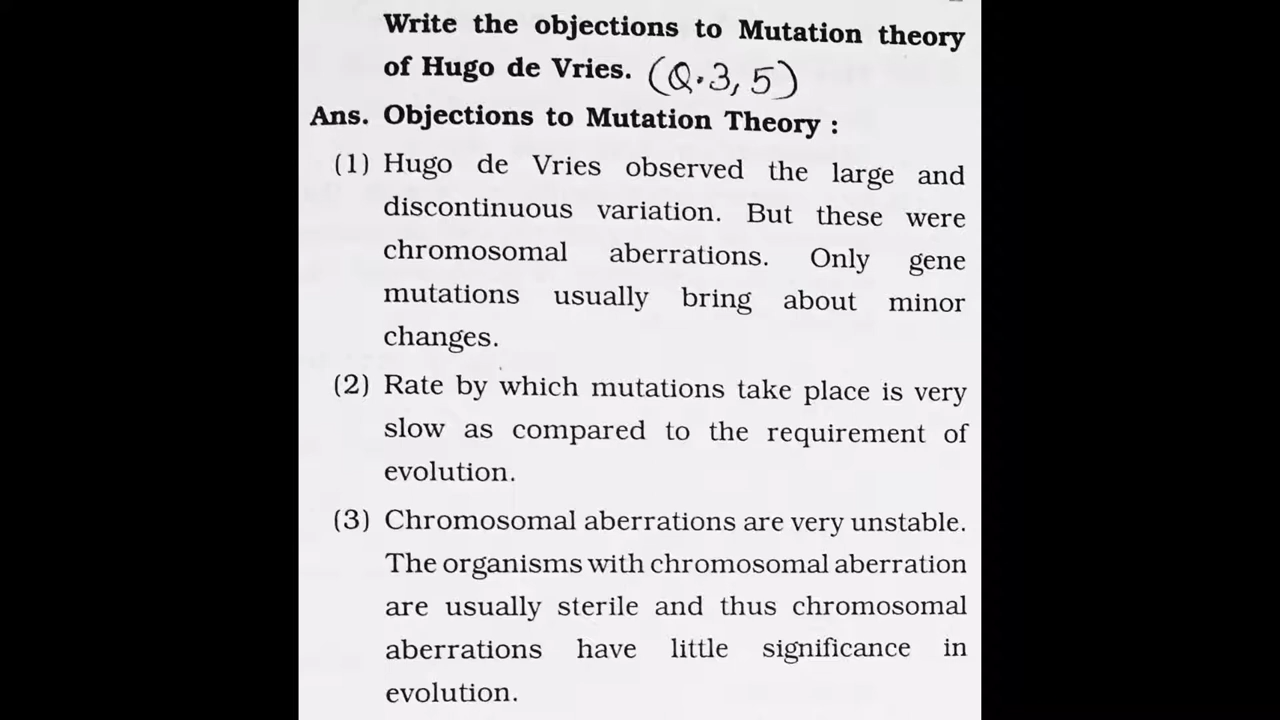 Write the objections to Mutation theory
of Hugo de Vries. (Q.3, 5)
Ans. Objections to Mutation Theory :
(1) Hugo de Vries observed the large and
discontinuous variation. But these were
chromosomal aberrations. Only gene
mutations usually bring about minor
changes.
(2) Rate by which mutations take place is very
slow as compared to the requirement of
evolution.
(3) Chromosomal aberrations are very unstable.
The organisms with chromosomal aberration
are usually sterile and thus chromosomal
aberrations have little significance in
evolution.